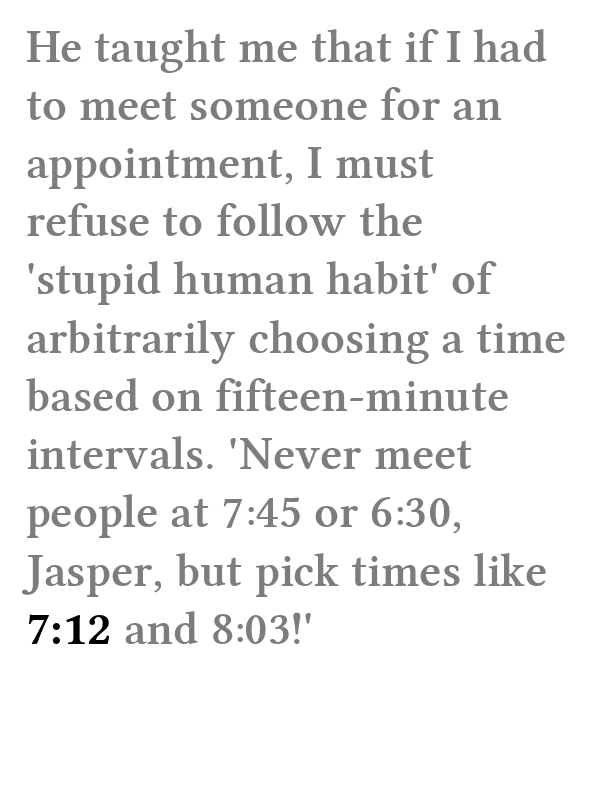 He taught me that if I had
to meet someone for an
appointment, I must
refuse to follow the
'stupid human habit' of
arbitrarily choosing a time
based on fifteen-minute
intervals. 'Never meet
people at 7:45 or 6:30,
Jasper, but pick times like
7:12 and 8:03!'